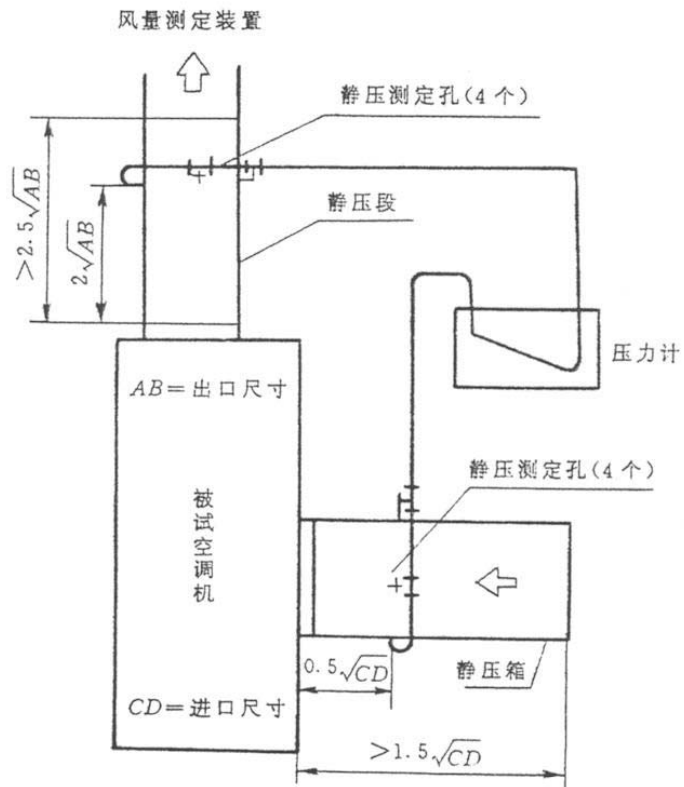 风量测定装置
静压测定孔(4个)
>2.5√AB
2√AB
静压段
压力计
AB=出口尺寸
静压测定孔(4个)
被试空调机
0.5√CD
静压箱
CD=进口尺寸
>1.5√CD